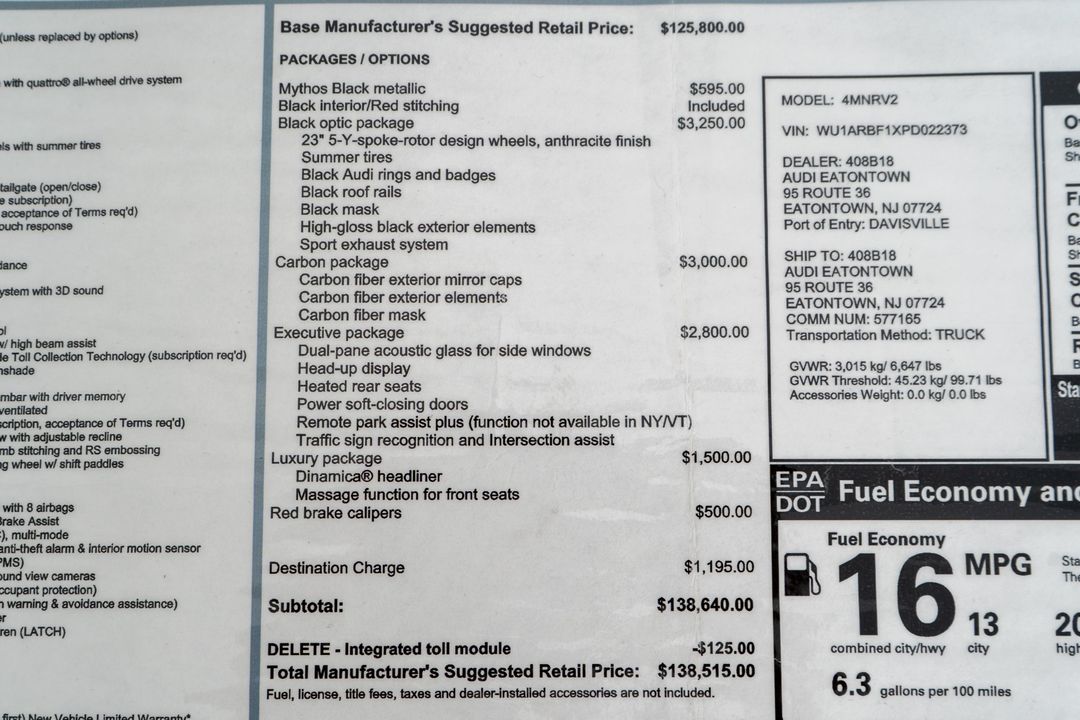 (unless replaced by options)
with quattro® all-wheel drive system
with summer tires
tailgate (open/close)
subscription)
acceptance of Terms req'd)
response
system with 3D sound
w/ high beam assist
Toll Collection Technology (subscription req'd)
with driver memory
ventilated
acceptance of Terms req'd)
with adjustable recline
stitching and RS embossing
wheel w/ shift paddles
with 8 airbags
Brake Assist
multi-mode
anti-theft alarm & interior motion sensor
view cameras
protection)
warning & avoidance assistance)
(LATCH)
first) New Vehicle Limited Warranty*
Base Manufacturer's Suggested Retail Price: $125,800.00
PACKAGES / OPTIONS
Mythos Black metallic $595.00
Black interior/Red stitching Included
Black optic package $3,250.00
23" 5-Y-spoke-rotor design wheels, anthracite finish
Summer tires
Black Audi rings and badges
Black roof rails
Black mask
High-gloss black exterior elements
Sport exhaust system
Carbon package $3,000.00
Carbon fiber exterior mirror caps
Carbon fiber exterior elements
Carbon fiber mask
Executive package $2,800.00
Dual-pane acoustic glass for side windows
Head-up display
Heated rear seats
Power soft-closing doors
Remote park assist plus (function not available in NY/VT)
Traffic sign recognition and Intersection assist
Luxury package $1,500.00
Dinamica® headliner
Massage function for front seats
Red brake calipers $500.00
Destination Charge $1,195.00
Subtotal: $138,640.00
DELETE - Integrated toll module -$125.00
Total Manufacturer's Suggested Retail Price: $138,515.00
Fuel, license, title fees, taxes and dealer-installed accessories are not included.
MODEL: 4MNRV2
VIN: WU1ARBF1XPD022373
DEALER: 408B18
AUDI EATONTOWN
95 ROUTE 36
EATONTOWN, NJ 07724
Port of Entry: DAVISVILLE
SHIP TO: 408B18
AUDI EATONTOWN
95 ROUTE 36
EATONTOWN, NJ 07724
COMM NUM: 577165
Transportation Method: TRUCK
GVWR: 3,015 kg/ 6,647 lbs
GVWR Threshold: 45.23 kg/ 99.71 lbs
Accessories Weight: 0.0 kg/ 0.0 lbs
EPA
DOT
Fuel Economy and
Fuel Economy
16 MPG
13
20
combined city/hwy city
6.3 gallons per 100 miles